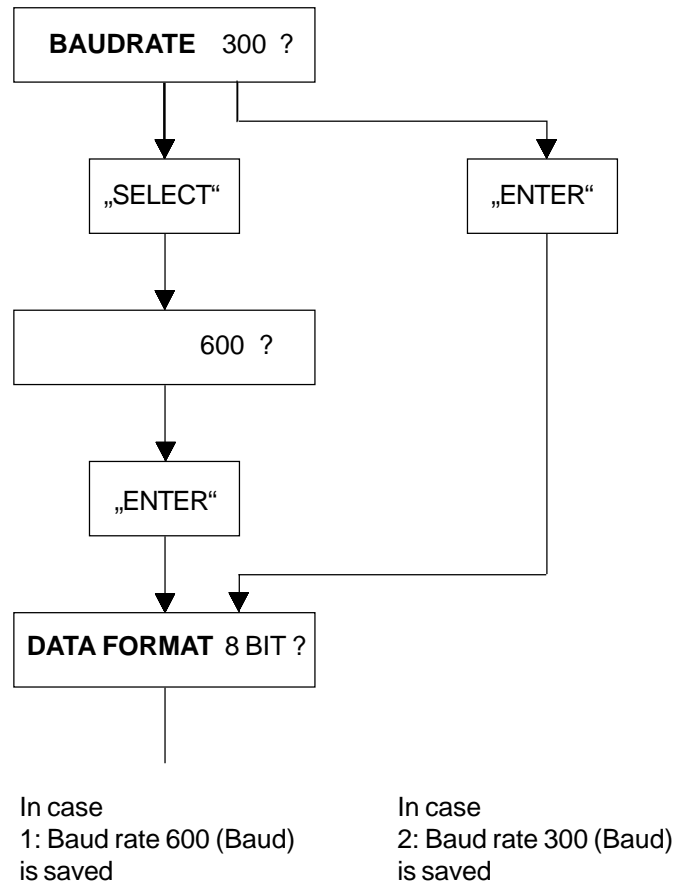 BAUDRATE 300 ?
„SELECT“
„ENTER“
600 ?
„ENTER“
DATA FORMAT 8 BIT ?
In case
1: Baud rate 600 (Baud)
is saved
In case
2: Baud rate 300 (Baud)
is saved